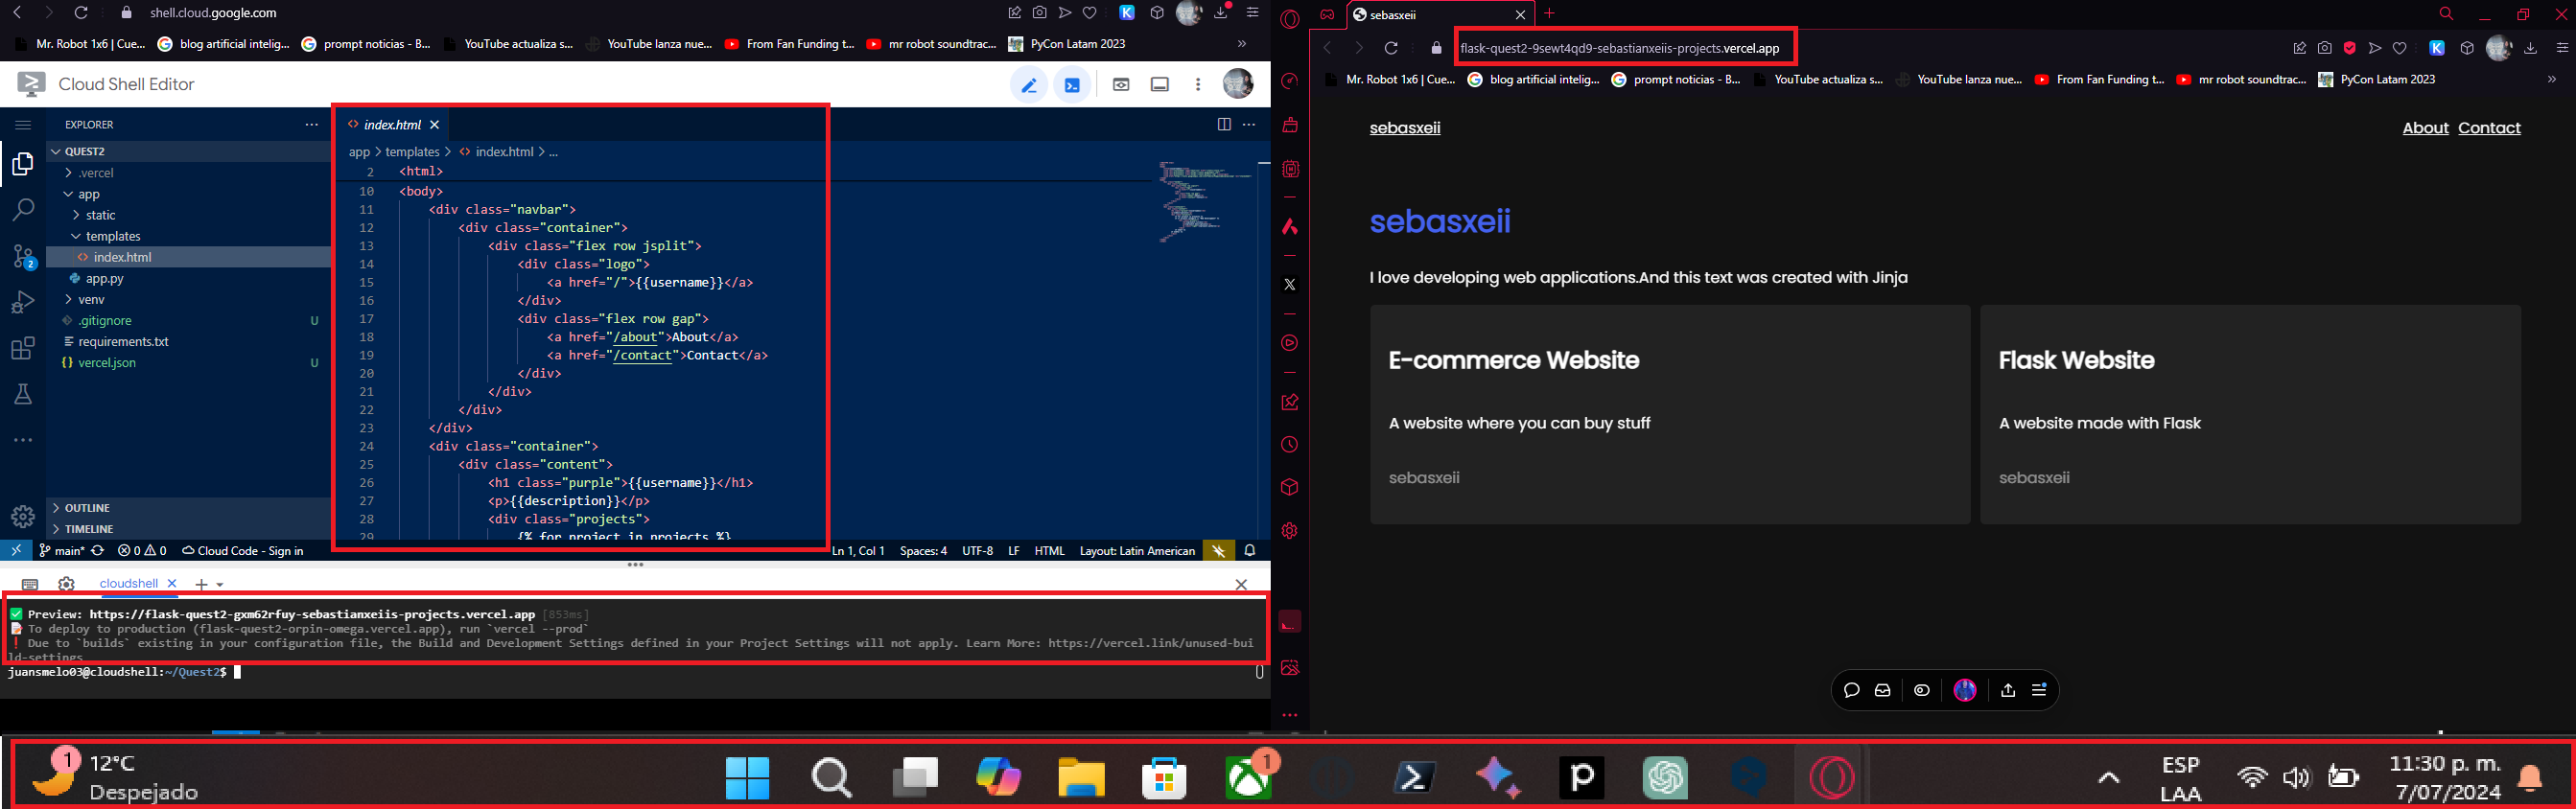 shell.cloud.google.com
Mr. Robot 1x6 | Cue...
blog artificial intelig...
prompt noticias - B...
YouTube actualiza s...
YouTube lanza nue...
From Fan Funding t...
mr robot soundtrac...
PyCon Latam 2023
Cloud Shell Editor
EXPLORER
QUEST2
.vercel
app
static
templates
index.html
app.py
venv
.gitignore U
requirements.txt
vercel.json U
OUTLINE
TIMELINE
2
index.html
app > templates > index.html > ...
2 <html>
10 <body>
11 <div class="navbar">
12 <div class="container">
13 <div class="flex row jsplit">
14 <div class="logo">
15 <a href="/">{{username}}</a>
16 </div>
17 <div class="flex row gap">
18 <a href="/about">About</a>
19 <a href="/contact">Contact</a>
20 </div>
21 </div>
22 </div>
23 </div>
24 <div class="container">
25 <div class="content">
26 <h1 class="purple">{{username}}</h1>
27 <p>{{description}}</p>
28 <div class="projects">
29 {% for project in projects %}
main* 0 0 Cloud Code - Sign in
Ln 1, Col 1 Spaces: 4 UTF-8 LF HTML Layout: Latin American
cloudshell
Preview: https://flask-quest2-gxm62rfuy-sebastianxeiis-projects.vercel.app [853ms]
To deploy to production (flask-quest2-orpin-omega.vercel.app), run `vercel --prod`
! Due to `builds` existing in your configuration file, the Build and Development Settings defined in your Project Settings will not apply. Learn More: https://vercel.link/unused-bui
ld-settings
juansmelo03@cloudshell:~/Quest2$
sebasxeii
flask-quest2-9sewt4qd9-sebastianxeiis-projects.vercel.app
Mr. Robot 1x6 | Cue...
blog artificial intelig...
prompt noticias - B...
YouTube actualiza s...
YouTube lanza nue...
From Fan Funding t...
mr robot soundtrac...
PyCon Latam 2023
sebasxeii
About Contact
sebasxeii
I love developing web applications.And this text was created with Jinja
E-commerce Website
A website where you can buy stuff
sebasxeii
Flask Website
A website made with Flask
sebasxeii
1
12°C
Despejado
1
ESP
LAA
11:30 p. m.
7/07/2024